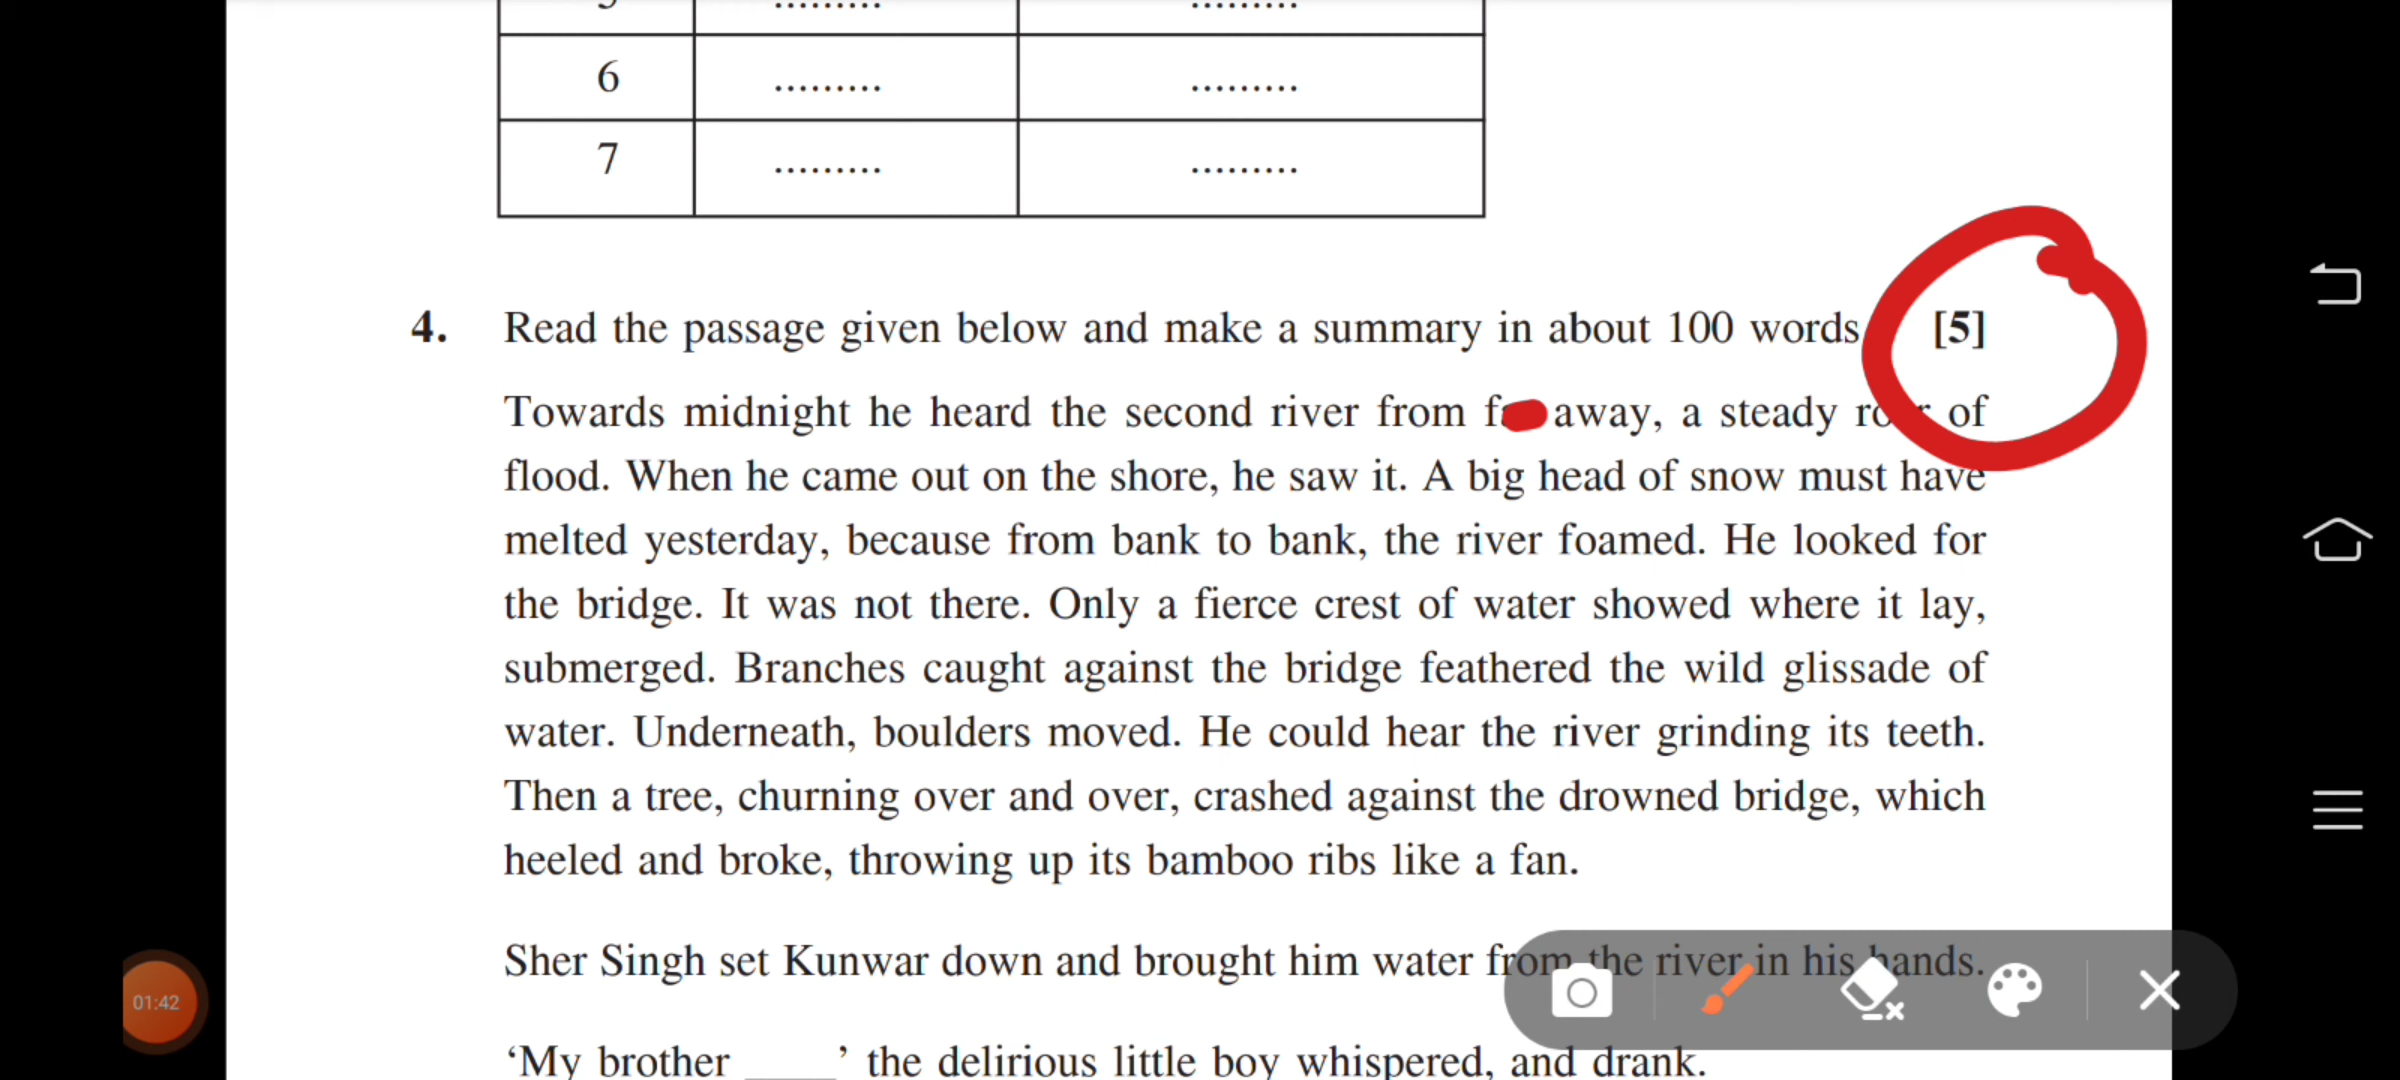 ......... .........
6 ......... .........
7 ......... .........
4. Read the passage given below and make a summary in about 100 words [5]
Towards midnight he heard the second river from away, a steady of
flood. When he came out on the shore, he saw it. A big head of snow must have
melted yesterday, because from bank to bank, the river foamed. He looked for
the bridge. It was not there. Only a fierce crest of water showed where it lay,
submerged. Branches caught against the bridge feathered the wild glissade of
water. Underneath, boulders moved. He could hear the river grinding its teeth.
Then a tree, churning over and over, crashed against the drowned bridge, which
heeled and broke, throwing up its bamboo ribs like a fan.
Sher Singh set Kunwar down and brought him water from the river in his hands.
01:42
‘My brother ____’ the delirious little boy whispered, and drank.